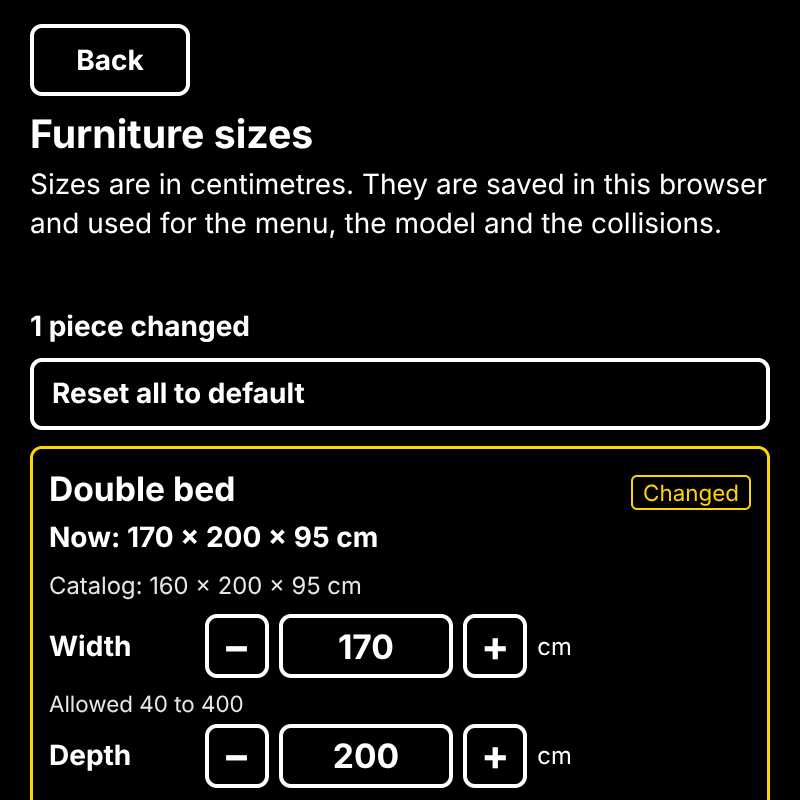 Back
Furniture sizes
Sizes are in centimetres. They are saved in this browser
and used for the menu, the model and the collisions.
1 piece changed
Reset all to default
Double bed
Changed
Now: 170 × 200 × 95 cm
Catalog: 160 × 200 × 95 cm
Width − 170 + cm
Allowed 40 to 400
Depth − 200 + cm